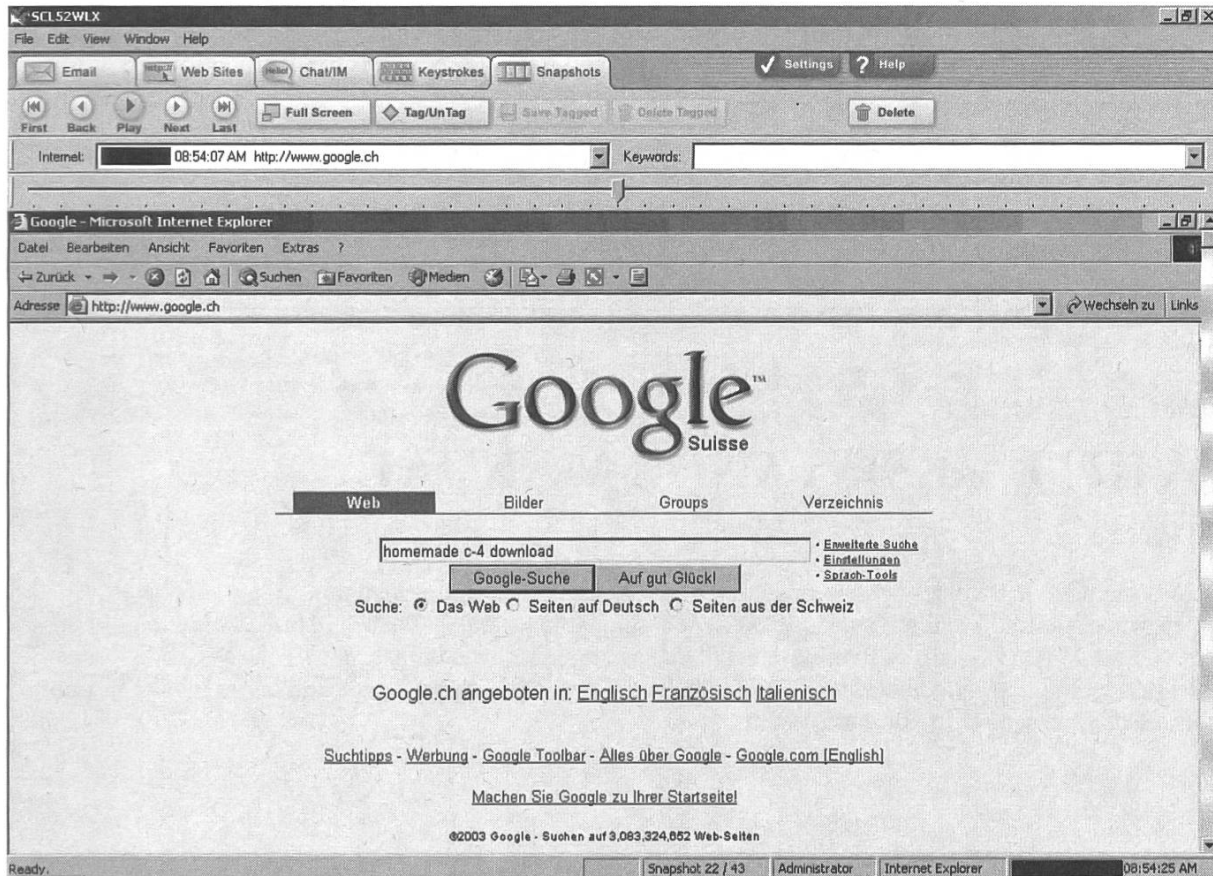 SCL52WLX
File Edit View Window Help
Email Web Sites Chat/IM Keystrokes Snapshots Settings ? Help
First Back Play Next Last Full Screen Tag/UnTag Save Tagged Delete Tagged Delete
Internet: 08:54:07 AM http://www.google.ch Keywords:
Google - Microsoft Internet Explorer
Datei Bearbeiten Ansicht Favoriten Extras ?
Zurück Suchen Favoriten Medien
Adresse http://www.google.ch Wechseln zu Links
Google™
Suisse
Web Bilder Groups Verzeichnis
homemade c-4 download
• Erweiterte Suche
• Einstellungen
• Sprach-Tools
Google-Suche Auf gut Glück!
Suche: Das Web Seiten auf Deutsch Seiten aus der Schweiz
Google.ch angeboten in: Englisch Französisch Italienisch
Suchtipps - Werbung - Google Toolbar - Alles über Google - Google.com [English]
Machen Sie Google zu Ihrer Startseite!
©2003 Google - Suchen auf 3,083,324,652 Web-Seiten
Ready. Snapshot 22 / 43 Administrator Internet Explorer 08:54:25 AM